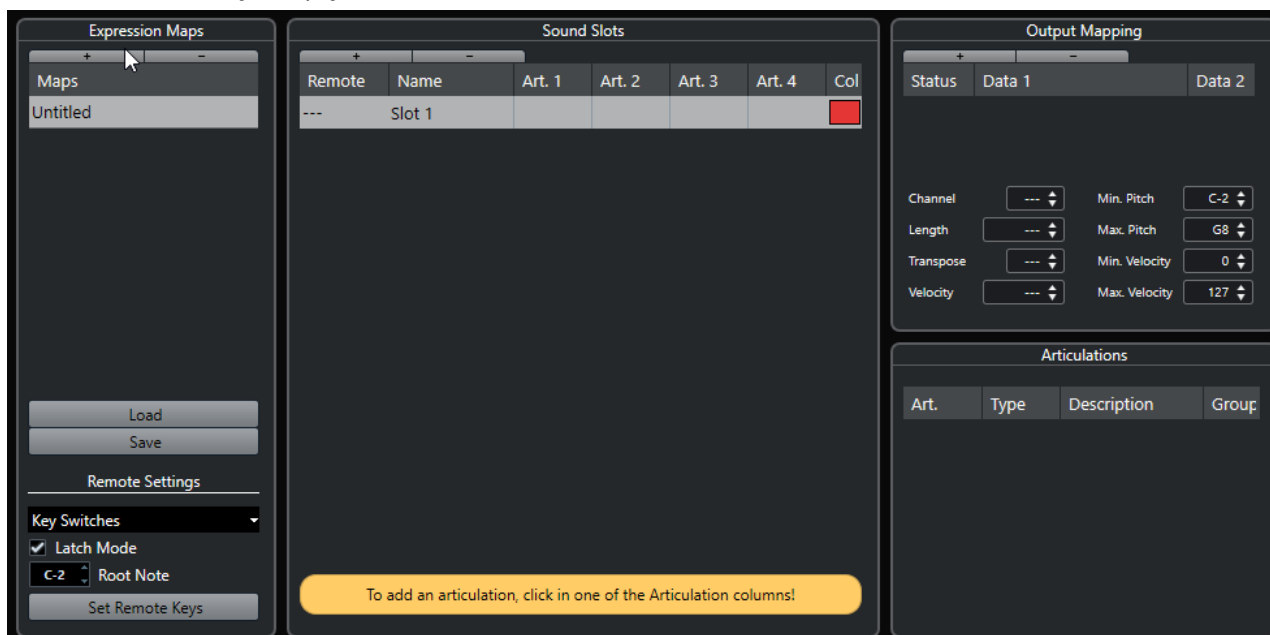 Expression Maps
+ -
Maps
Untitled
Load
Save
Remote Settings
Key Switches
Latch Mode
C-2 Root Note
Set Remote Keys
Sound Slots
+ -
Remote Name Art. 1 Art. 2 Art. 3 Art. 4 Col
--- Slot 1
To add an articulation, click in one of the Articulation columns!
Output Mapping
+ -
Status Data 1 Data 2
Channel --- Min. Pitch C-2
Length --- Max. Pitch G8
Transpose --- Min. Velocity 0
Velocity --- Max. Velocity 127
Articulations
Art. Type Description Group